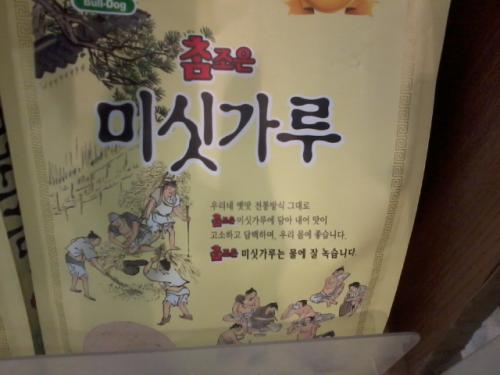 Bull-Dog
촘조은
미싯가루
우리네 옛맛 전통방식 그대로
촘조은 미싯가루에 담아 내어 맛이
고소하고 담백하며, 우리 몸에 좋습니다.
촘조은 미싯가루는 물에 잘 녹습니다.